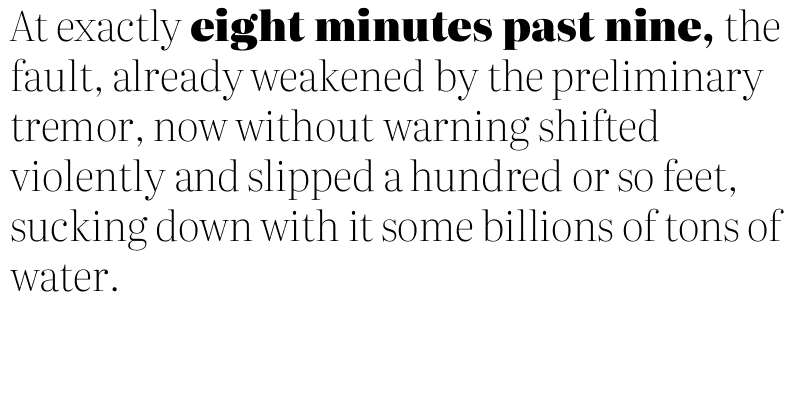 At exactly eight minutes past nine, the
fault, already weakened by the preliminary
tremor, now without warning shifted
violently and slipped a hundred or so feet,
sucking down with it some billions of tons of
water.